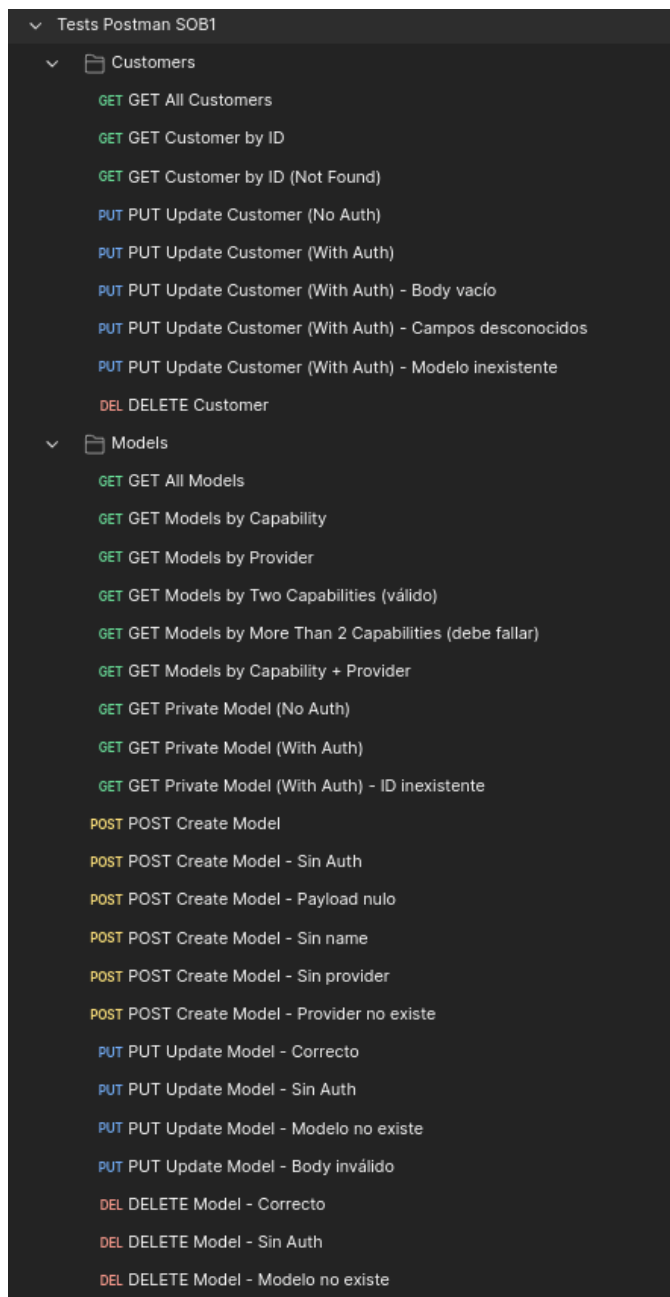 Tests Postman SOB1
Customers
GET GET All Customers
GET GET Customer by ID
GET GET Customer by ID (Not Found)
PUT PUT Update Customer (No Auth)
PUT PUT Update Customer (With Auth)
PUT PUT Update Customer (With Auth) - Body vacío
PUT PUT Update Customer (With Auth) - Campos desconocidos
PUT PUT Update Customer (With Auth) - Modelo inexistente
DEL DELETE Customer
Models
GET GET All Models
GET GET Models by Capability
GET GET Models by Provider
GET GET Models by Two Capabilities (válido)
GET GET Models by More Than 2 Capabilities (debe fallar)
GET GET Models by Capability + Provider
GET GET Private Model (No Auth)
GET GET Private Model (With Auth)
GET GET Private Model (With Auth) - ID inexistente
POST POST Create Model
POST POST Create Model - Sin Auth
POST POST Create Model - Payload nulo
POST POST Create Model - Sin name
POST POST Create Model - Sin provider
POST POST Create Model - Provider no existe
PUT PUT Update Model - Correcto
PUT PUT Update Model - Sin Auth
PUT PUT Update Model - Modelo no existe
PUT PUT Update Model - Body inválido
DEL DELETE Model - Correcto
DEL DELETE Model - Sin Auth
DEL DELETE Model - Modelo no existe